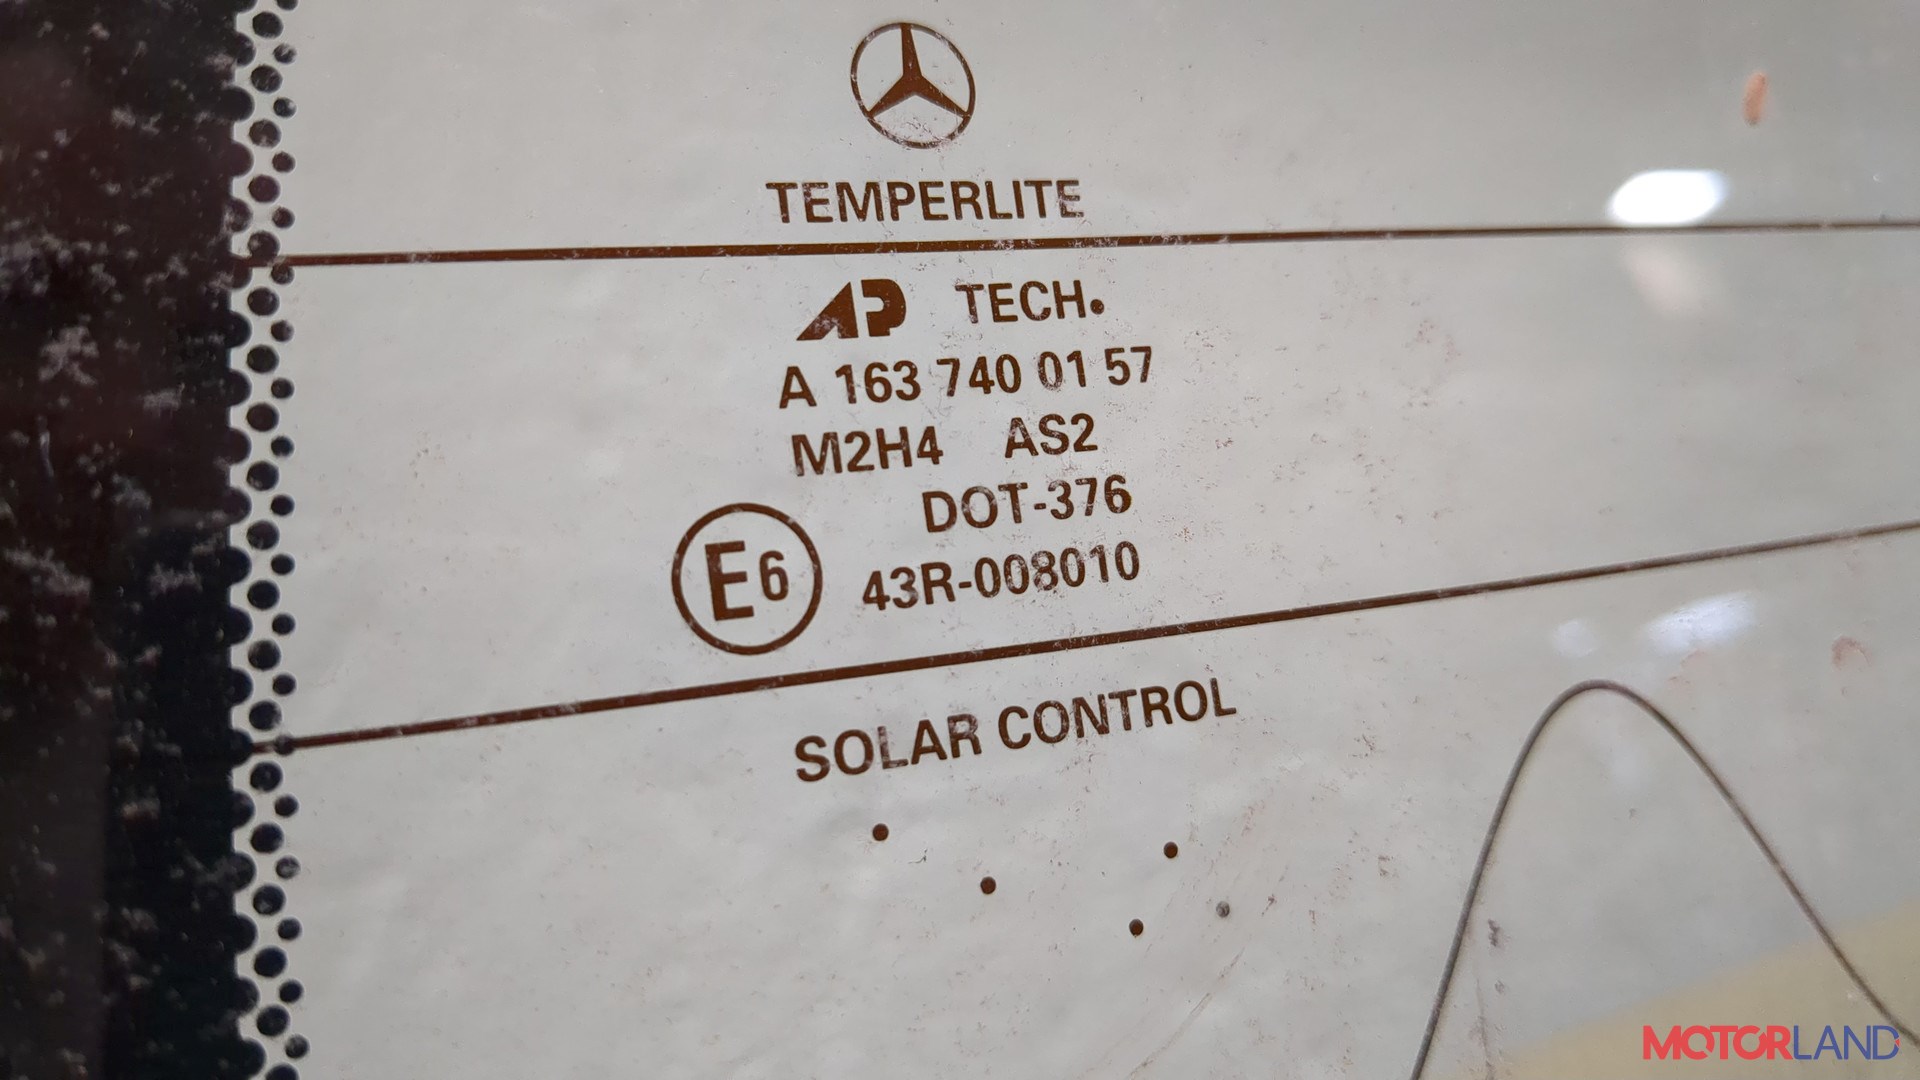 TEMPERLITE
AP TECH.
A 163 740 01 57
M2H4 AS2
DOT-376
E6 43R-008010
SOLAR CONTROL
MOTORLAND